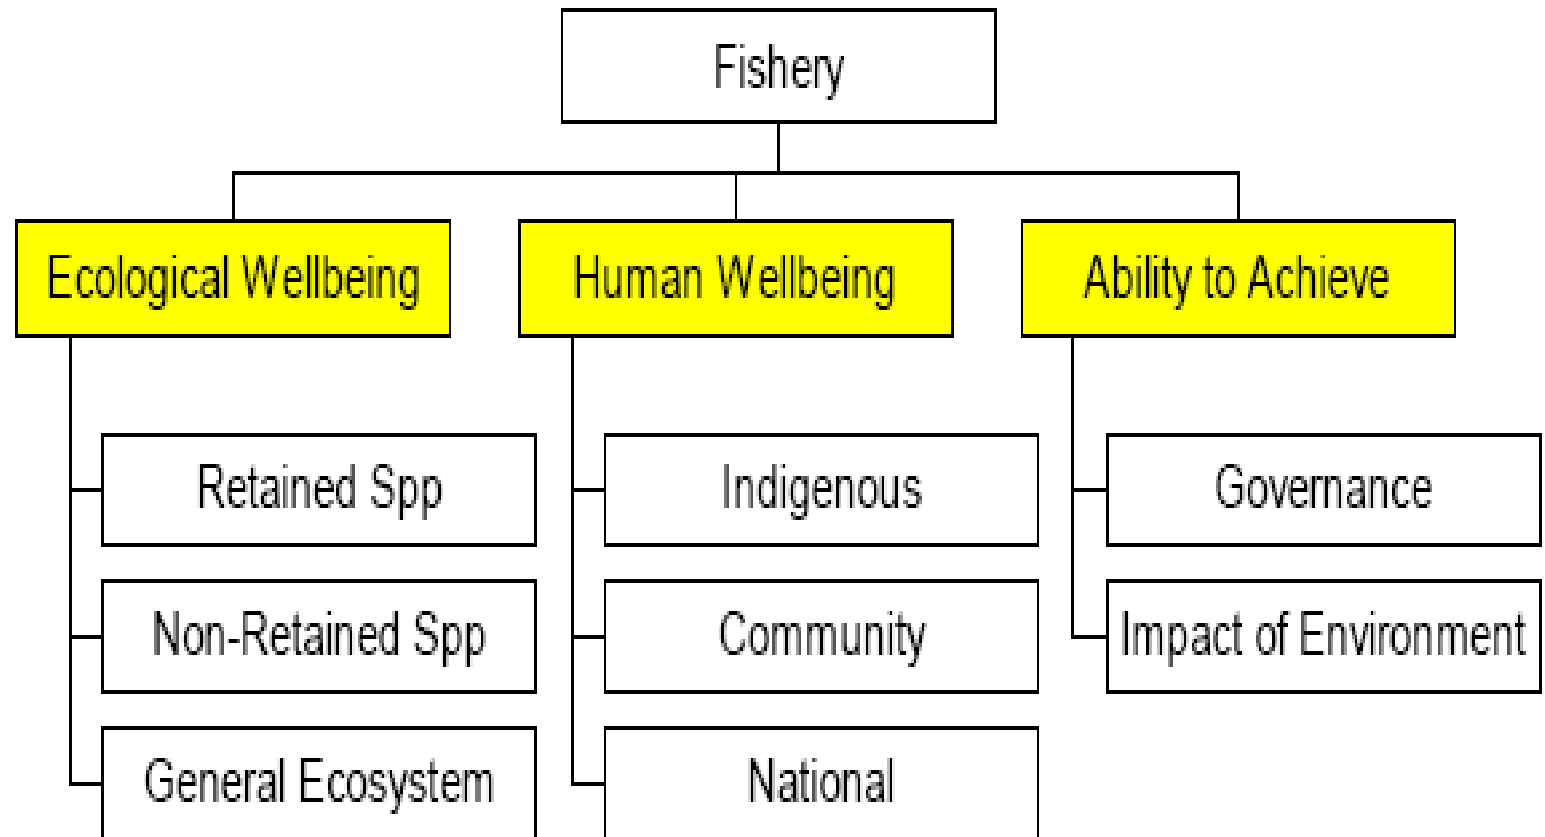 Fishery
Ecological Wellbeing
Human Wellbeing
Ability to Achieve
Retained Spp
Indigenous
Governance
Non-Retained Spp
Community
Impact of Environment
General Ecosystem
National